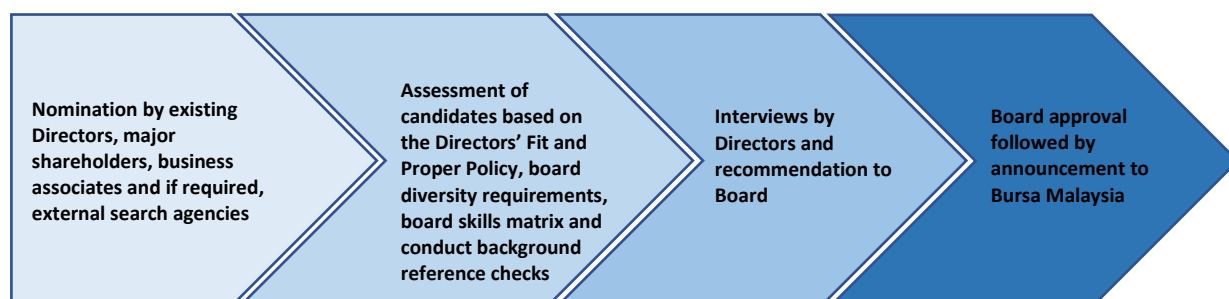 Nomination by existing
Directors, major
shareholders, business
associates and if required,
external search agencies
Assessment of
candidates based on
the Directors’ Fit and
Proper Policy, board
diversity requirements,
board skills matrix and
conduct background
reference checks
Interviews by
Directors and
recommendation to
Board
Board approval
followed by
announcement to
Bursa Malaysia